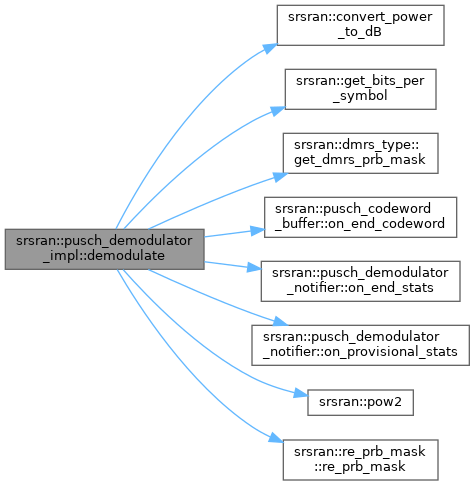 srsran::convert_power
_to_dB
srsran::get_bits_per
_symbol
srsran::dmrs_type::
get_dmrs_prb_mask
srsran::pusch_codeword
_buffer::on_end_codeword
srsran::pusch_demodulator
_impl::demodulate
srsran::pusch_demodulator
_notifier::on_end_stats
srsran::pusch_demodulator
_notifier::on_provisional_stats
srsran::pow2
srsran::re_prb_mask
::re_prb_mask